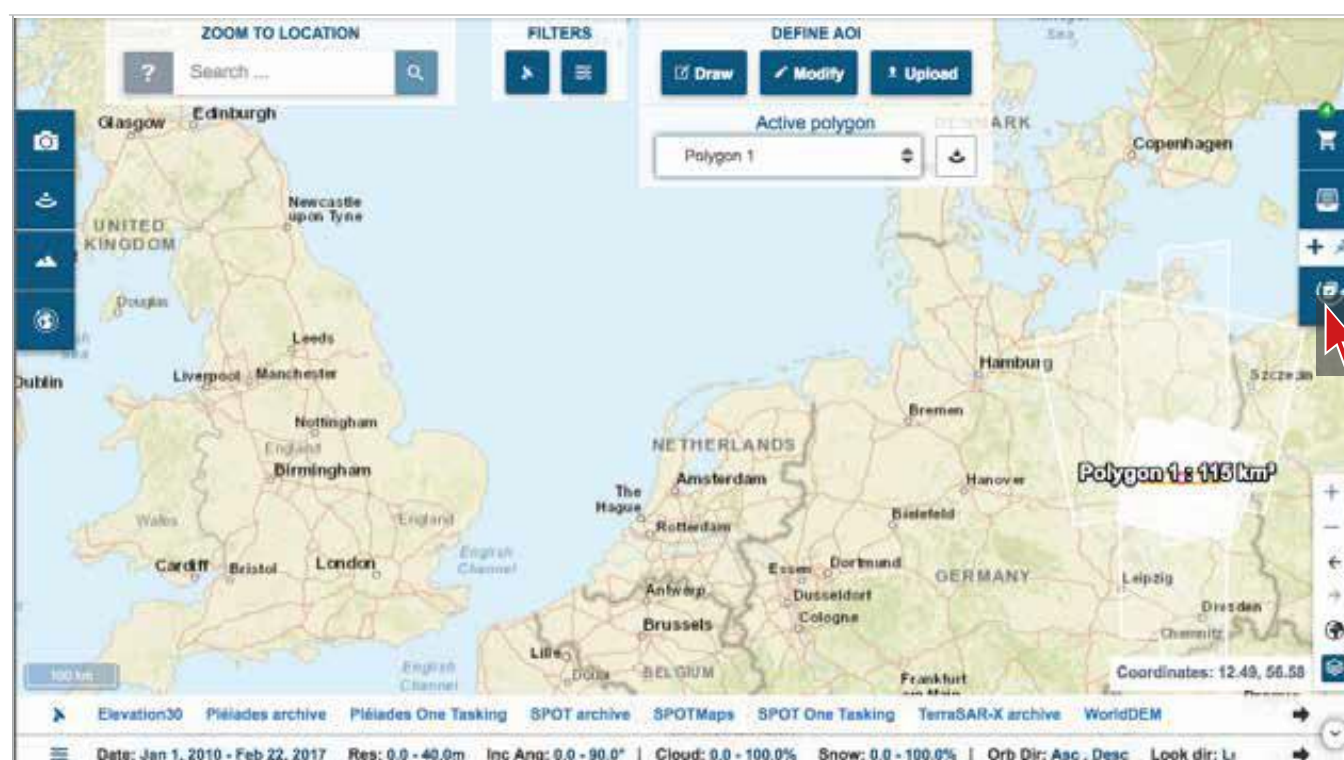 ZOOM TO LOCATION
FILTERS
DEFINE AOI
?
Search ...
Draw
Modify
Upload
Active polygon
Polygon 1
Sea
ARK
Glasgow
Edinburgh
Copenhagen
Newcastle
upon Tyne
UNITED
KINGDOM
Douglas
Leeds
Dublin
Liverpool
Manchester
Hamburg
Szczecin
Nottingham
Bremen
England
NETHERLANDS
Birmingham
Polygon 1 : 115 km²
Amsterdam
Hanover
The
Hague
Wales
England
Bielefeld
Rotterdam
English
Channel
Cardiff
Bristol
London
Essen
Dortmund
GERMANY
Leipzig
Antwerp
Dusseldorf
Dresden
Brussels
Cologne
Chemnitz
Lille
Douai
BELGIUM
English
Channel
100 km
Frankfurt
am Main
Coordinates: 12.49, 56.58
Elevation30 Pléiades archive Pléiades One Tasking SPOT archive SPOTMaps SPOT One Tasking TerraSAR-X archive WorldDEM
Date: Jan 1, 2010 - Feb 22, 2017 Res: 0.0 - 40.0m Inc Ang: 0.0 - 90.0° | Cloud: 0.0 - 100.0% Snow: 0.0 - 100.0% | Orb Dir: Asc , Desc Look dir: